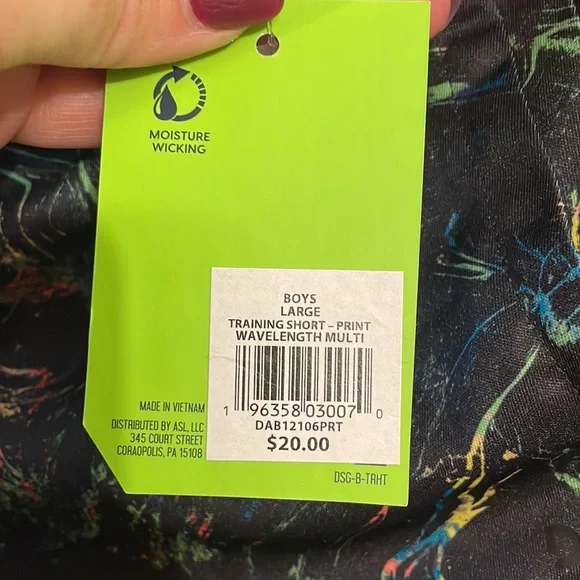 MOISTURE
WICKING
BOYS
LARGE
TRAINING SHORT – PRINT
WAVELENGTH MULTI
1 96358 03007 0
DAB12106PRT
$20.00
MADE IN VIETNAM
DISTRIBUTED BY ASL, LLC
345 COURT STREET
CORAOPOLIS, PA 15108
DSG-B-TRHT